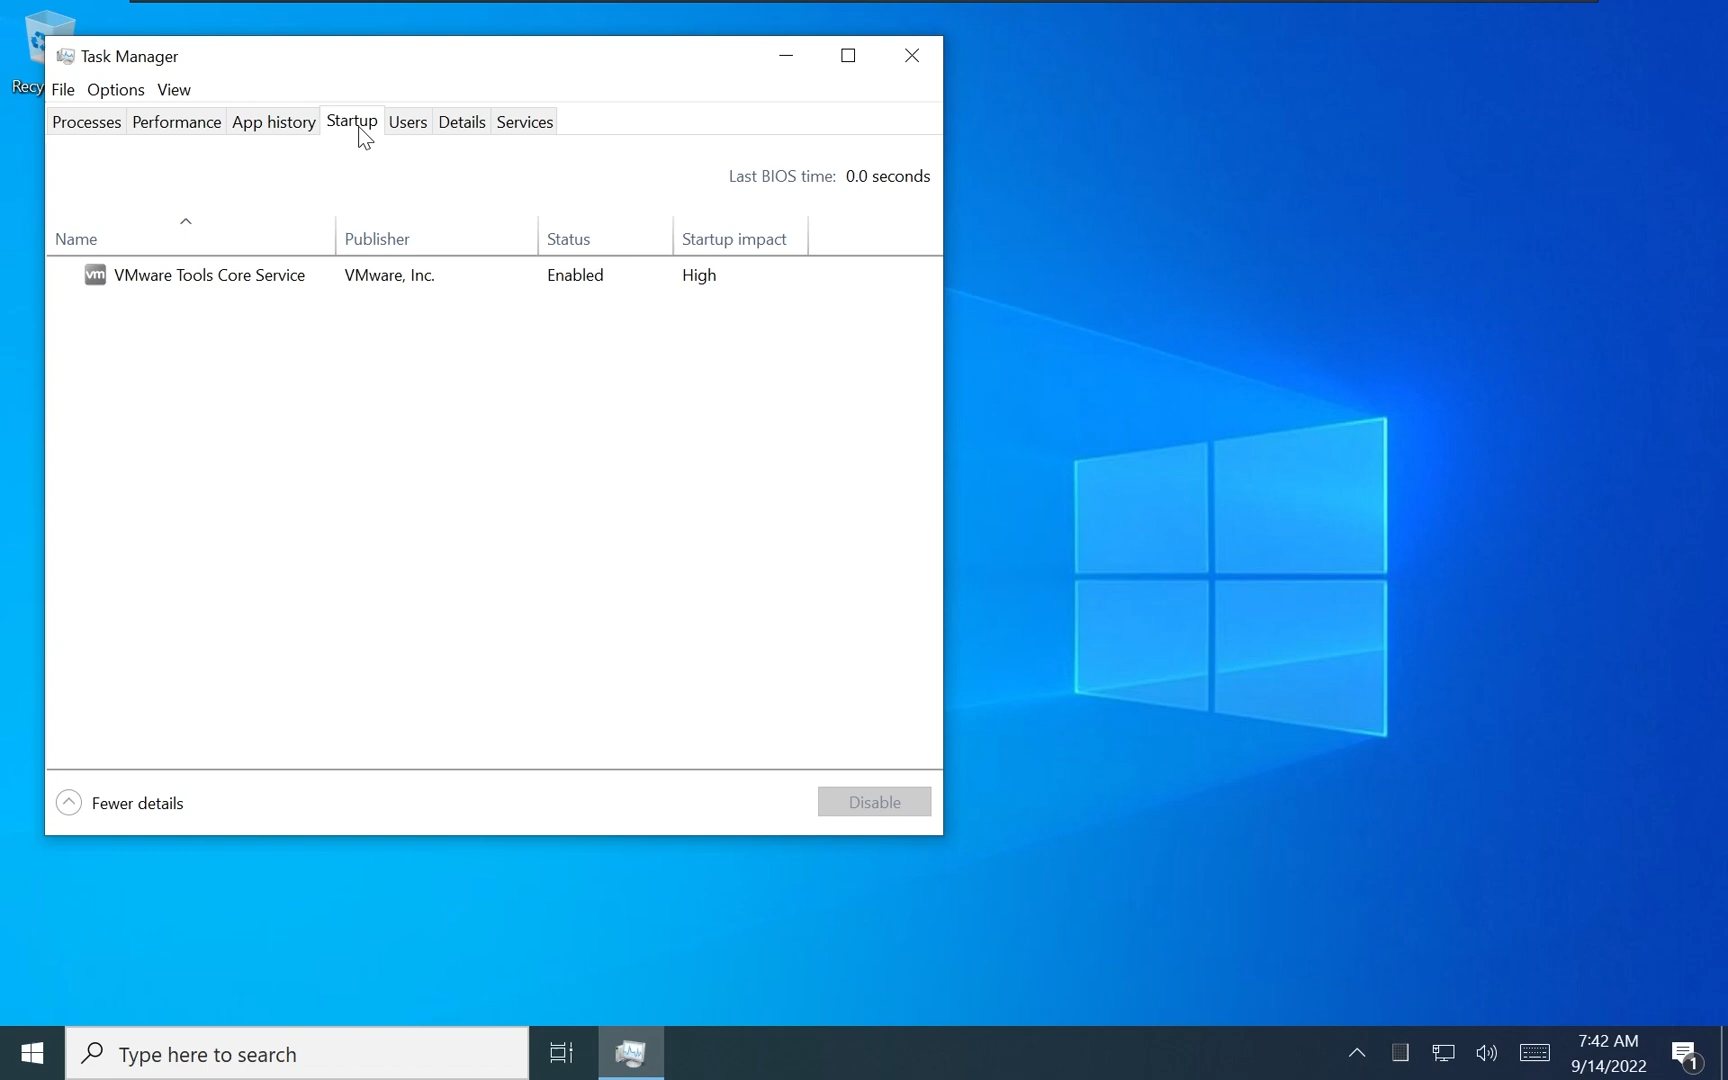 Recy
Task Manager
File Options View
Processes Performance App history Startup Users Details Services
Last BIOS time: 0.0 seconds
Name Publisher Status Startup impact
vm VMware Tools Core Service VMware, Inc. Enabled High
Fewer details Disable
Type here to search
7:42 AM
9/14/2022
1